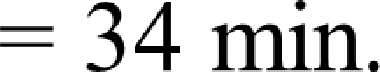 = 34 min.